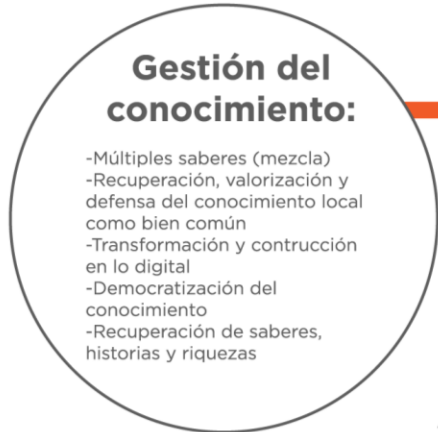 Gestión del
conocimiento:
-Múltiples saberes (mezcla)
-Recuperación, valorización y
defensa del conocimiento local
como bien común
-Transformación y contrucción
en lo digital
-Democratización del
conocimiento
-Recuperación de saberes,
historias y riquezas